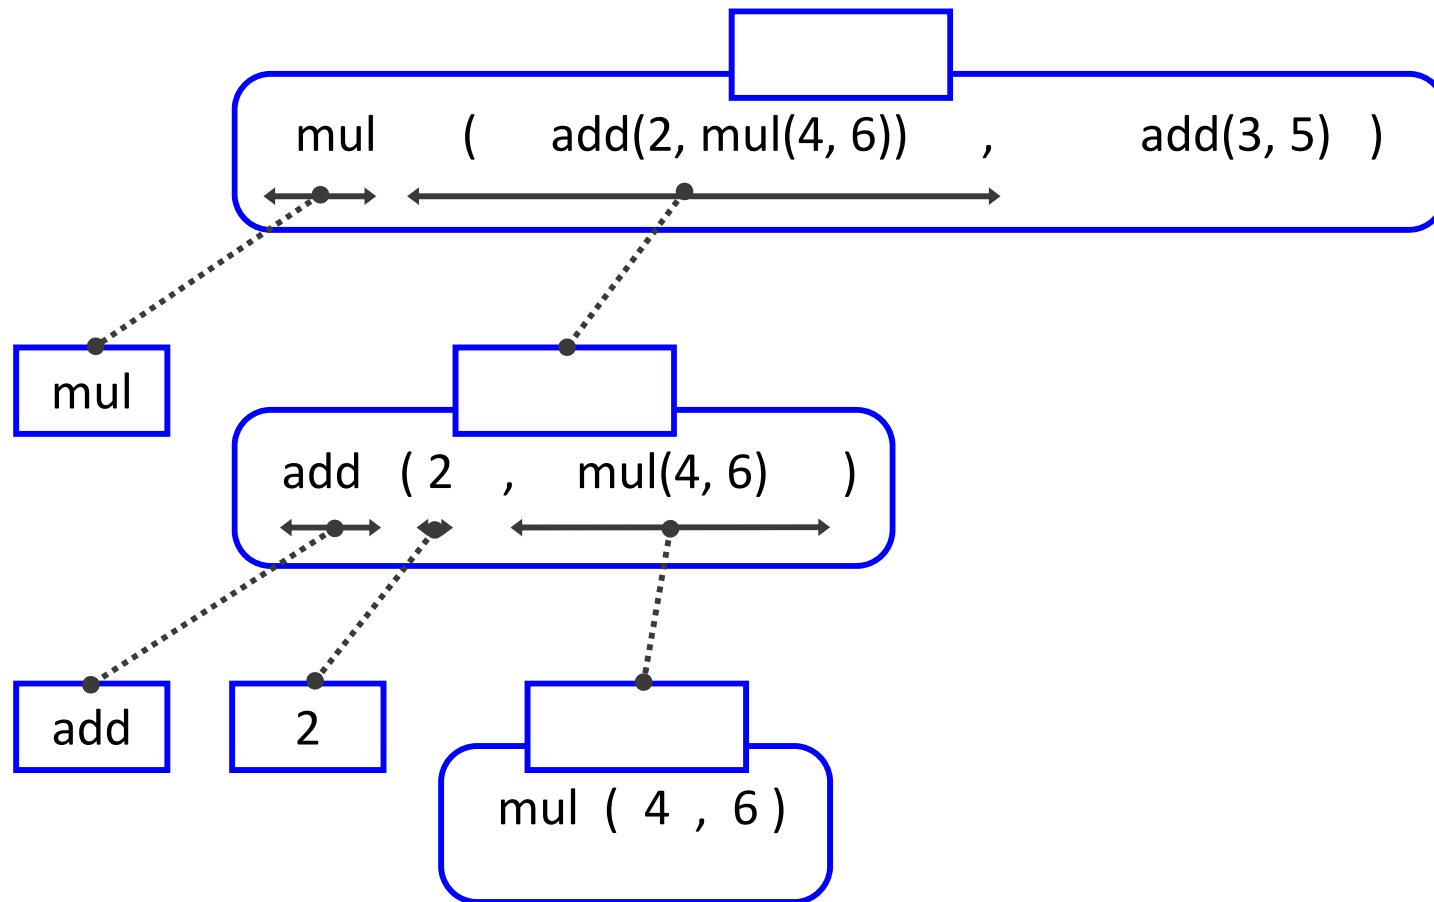 mul ( add(2, mul(4, 6)) , add(3, 5) )
mul
add ( 2 , mul(4, 6) )
add 2
mul ( 4 , 6 )